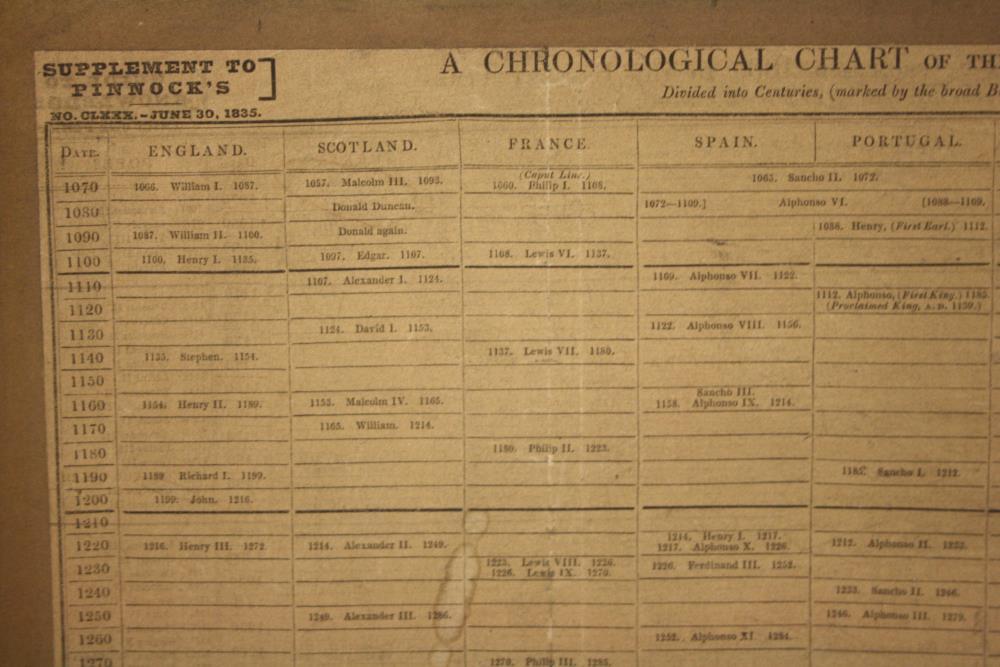 SUPPLEMENT TO
PINNOCK'S
NO. CLXXX.-JUNE 30, 1835.
A CHRONOLOGICAL CHART OF TH
Divided into Centuries, (marked by the broad B
DATE. ENGLAND. SCOTLAND. FRANCE. SPAIN. PORTUGAL.
(Caput Line.)
1070 1066. William I. 1087. 1057. Malcolm III. 1093. 1060. Philip I. 1108. 1065. Sancho II. 1072.
1080 Donald Duncan. 1072—1109.] Alphonso VI. [1088—1109.
1090 1087. William II. 1100. Donald again. 1086. Henry, (First Earl.) 1112.
1100 1100. Henry I. 1135. 1097. Edgar. 1107. 1108. Lewis VI. 1137.
1110 1107. Alexander I. 1124. 1109. Alphonso VII. 1122.
1112. Alphonso, (First King.) 1185.
1120 (Proclaimed King, A.D. 1139.)
1130 1124. David I. 1153. 1122. Alphonso VIII. 1156.
1140 1135. Stephen. 1154. 1137. Lewis VII. 1180.
1150
Sancho III.
1160 1154. Henry II. 1189. 1153. Malcolm IV. 1165. 1158. Alphonso IX. 1214.
1170 1165. William. 1214.
1180 1180. Philip II. 1223.
1190 1189 Richard I. 1199. 1185. Sancho I. 1212.
1200 1199. John. 1216.
1210
1214. Henry I. 1217.
1220 1216. Henry III. 1272. 1214. Alexander II. 1249. 1217. Alphonso X. 1226. 1212. Alphonso II. 1233.
1223. Lewis VIII. 1226.
1230 1226. Lewis IX. 1270. 1226. Ferdinand III. 1252.
1240 1233. Sancho II. 1246.
1250 1249. Alexander III. 1286. 1246. Alphonso III. 1279.
1260 1252. Alphonso XI. 1284.
1270 1270. Philip III. 1285.